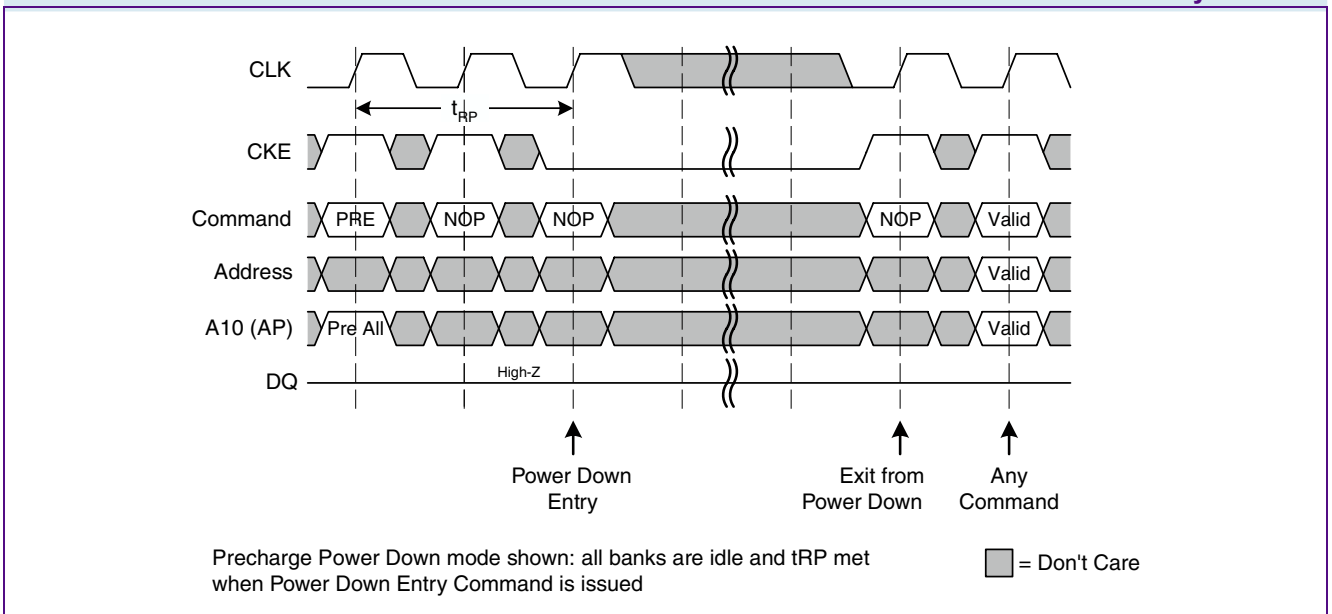 CLK
tRP
CKE
Command PRE NOP NOP NOP Valid
Address Valid
A10 (AP) Pre All Valid
DQ High-Z
Power Down Entry
Exit from Power Down
Any Command
Precharge Power Down mode shown: all banks are idle and tRP met
when Power Down Entry Command is issued
= Don't Care